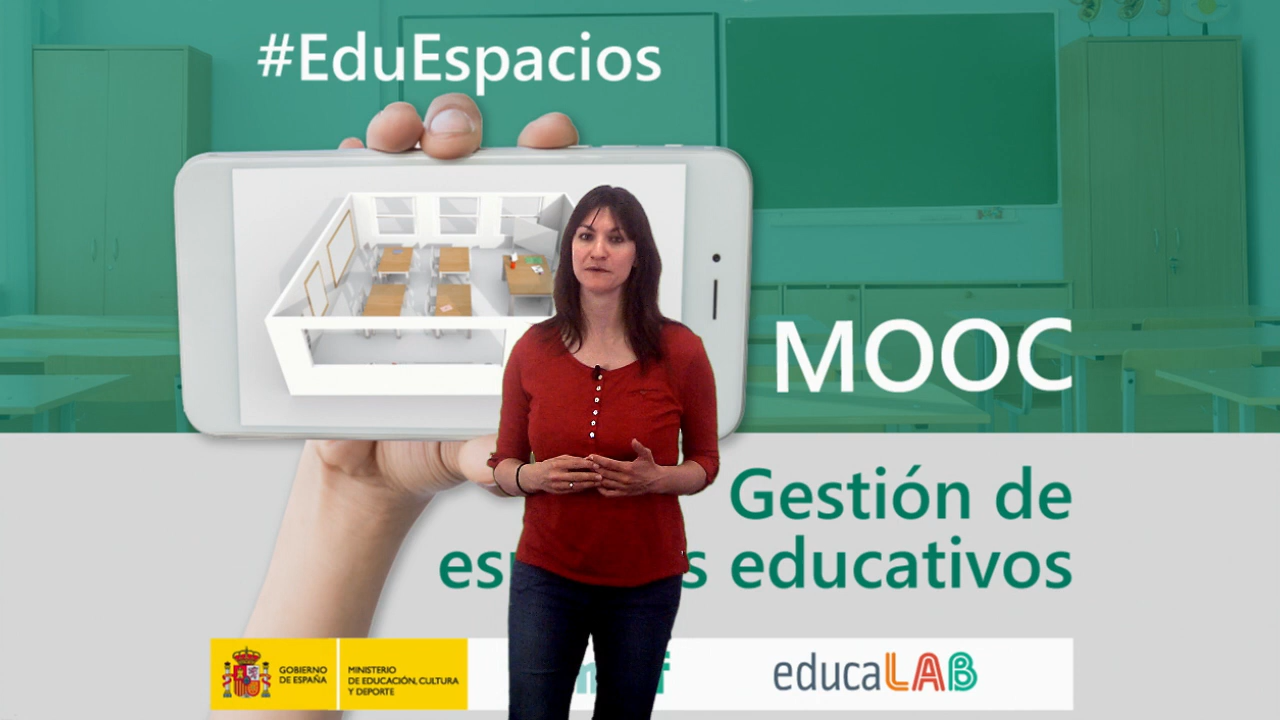 #EduEspacios
MOOC
Gestión de
educativos
GOBIERNO
DE ESPAÑA
MINISTERIO
DE EDUCACIÓN, CULTURA
Y DEPORTE
educaLAB